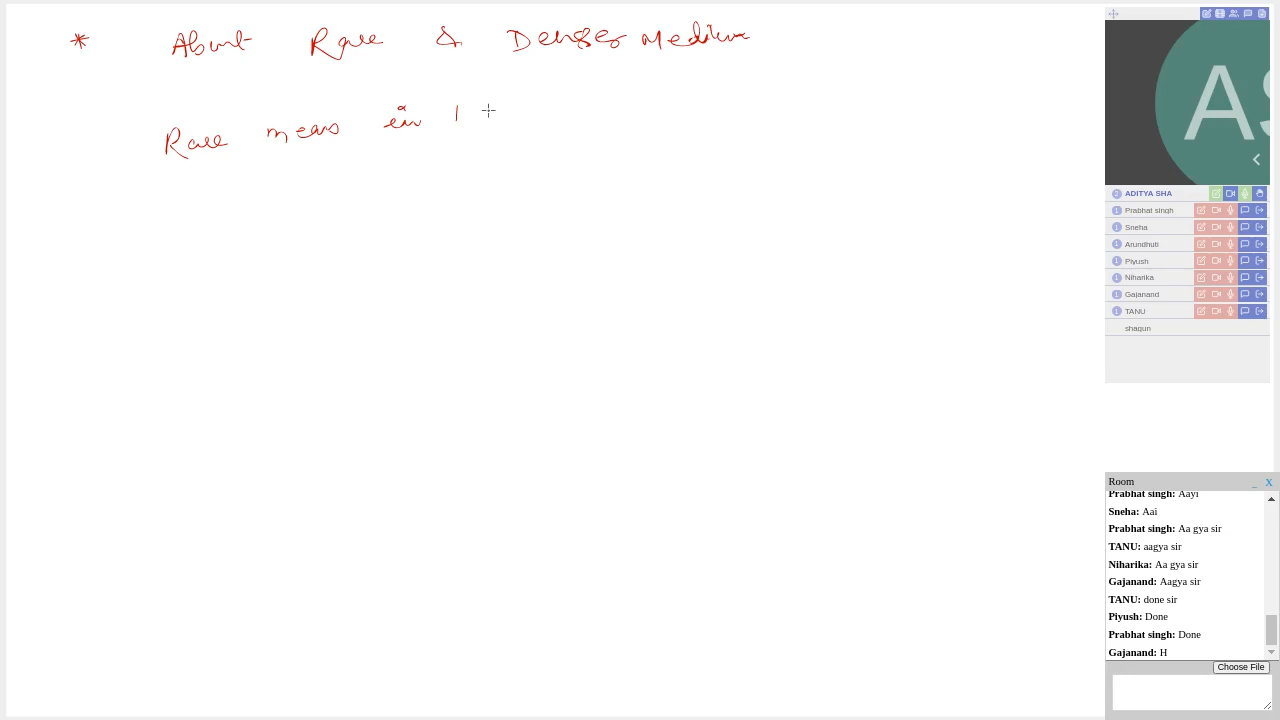 * About Rare & Denser Medium
Rare means in 1
AS
ADITYA SHA
Prabhat singh
Sneha
Arundhuti
Piyush
Niharika
Gajanand
TANU
shagun
Room _ X
Prabhat singh: Aayi
Sneha: Aai
Prabhat singh: Aa gya sir
TANU: aagya sir
Niharika: Aa gya sir
Gajanand: Aagya sir
TANU: done sir
Piyush: Done
Prabhat singh: Done
Gajanand: H
Choose File